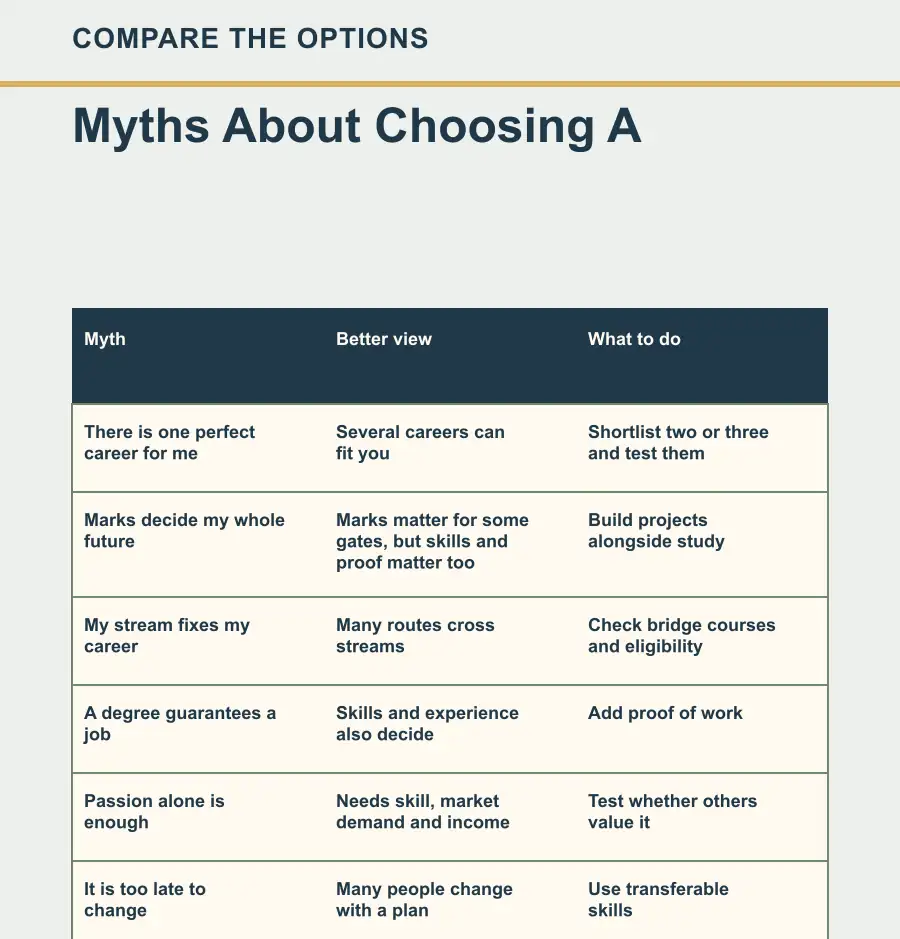 COMPARE THE OPTIONS
Myths About Choosing A
Myth
Better view
What to do
There is one perfect
career for me
Several careers can
fit you
Shortlist two or three
and test them
Marks decide my whole
future
Marks matter for some
gates, but skills and
proof matter too
Build projects
alongside study
My stream fixes my
career
Many routes cross
streams
Check bridge courses
and eligibility
A degree guarantees a
job
Skills and experience
also decide
Add proof of work
Passion alone is
enough
Needs skill, market
demand and income
Test whether others
value it
It is too late to
change
Many people change
with a plan
Use transferable
skills